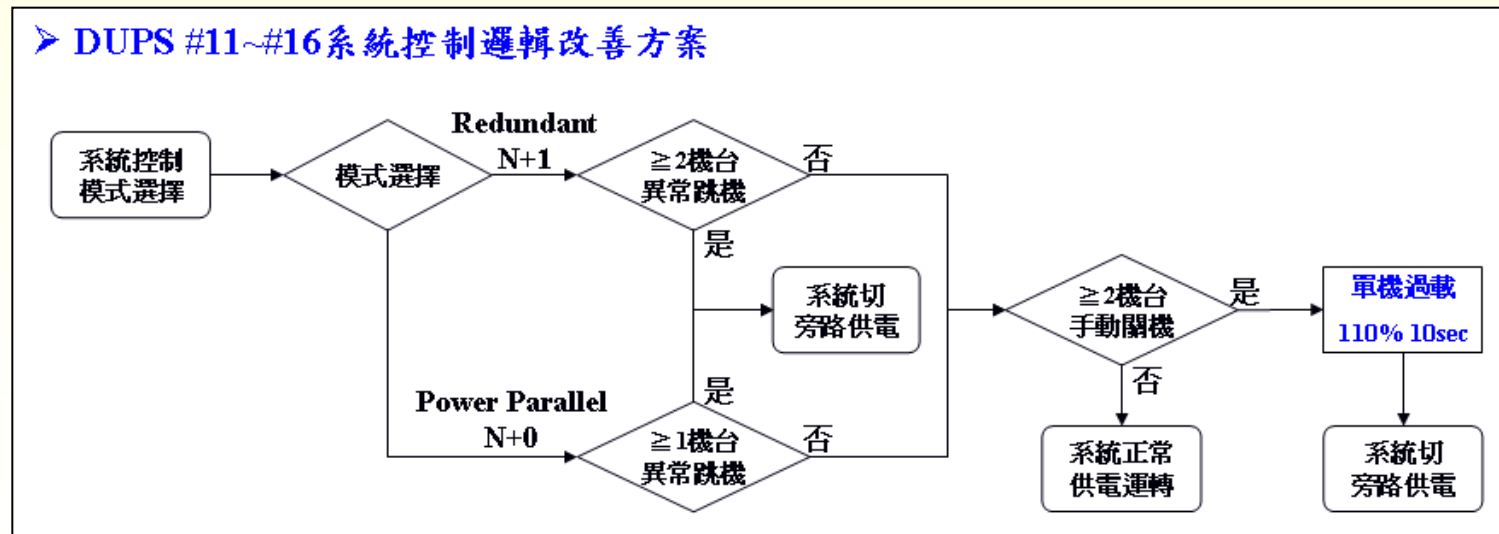 ➤ DUPS #11~#16系統控制邏輯改善方案
系統控制
模式選擇
模式選擇
Redundant
N+1
≧2機台
異常跳機
否
是
系統切
旁路供電
Power Parallel
N+0
是
≧1機台
異常跳機
否
≧2機台
手動關機
是
否
單機過載
110% 10sec
系統正常
供電運轉
系統切
旁路供電